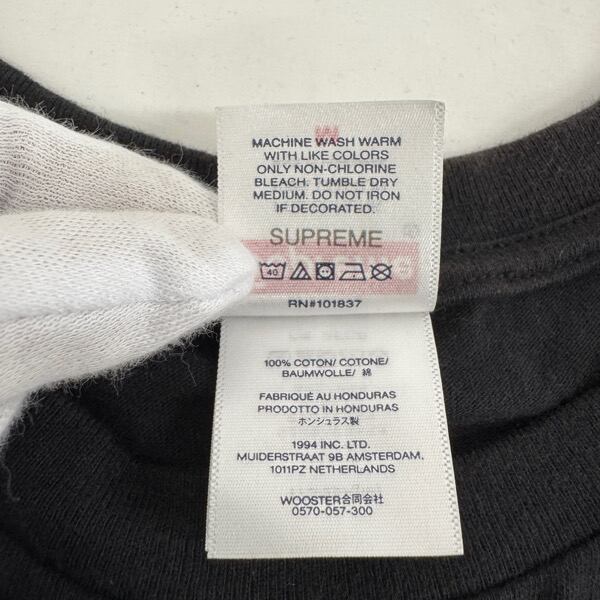 MACHINE WASH WARM
WITH LIKE COLORS
ONLY NON-CHLORINE
BLEACH. TUMBLE DRY
MEDIUM. DO NOT IRON
IF DECORATED.
SUPREME
40
RN#101837
100% COTON/ COTONE/
BAUMWOLLE/ 綿
FABRIQUÉ AU HONDURAS
PRODOTTO IN HONDURAS
ホンジュラス製
1994 INC. LTD.
MUIDERSTRAAT 9B AMSTERDAM,
1011PZ NETHERLANDS
WOOSTER合同会社
0570-057-300